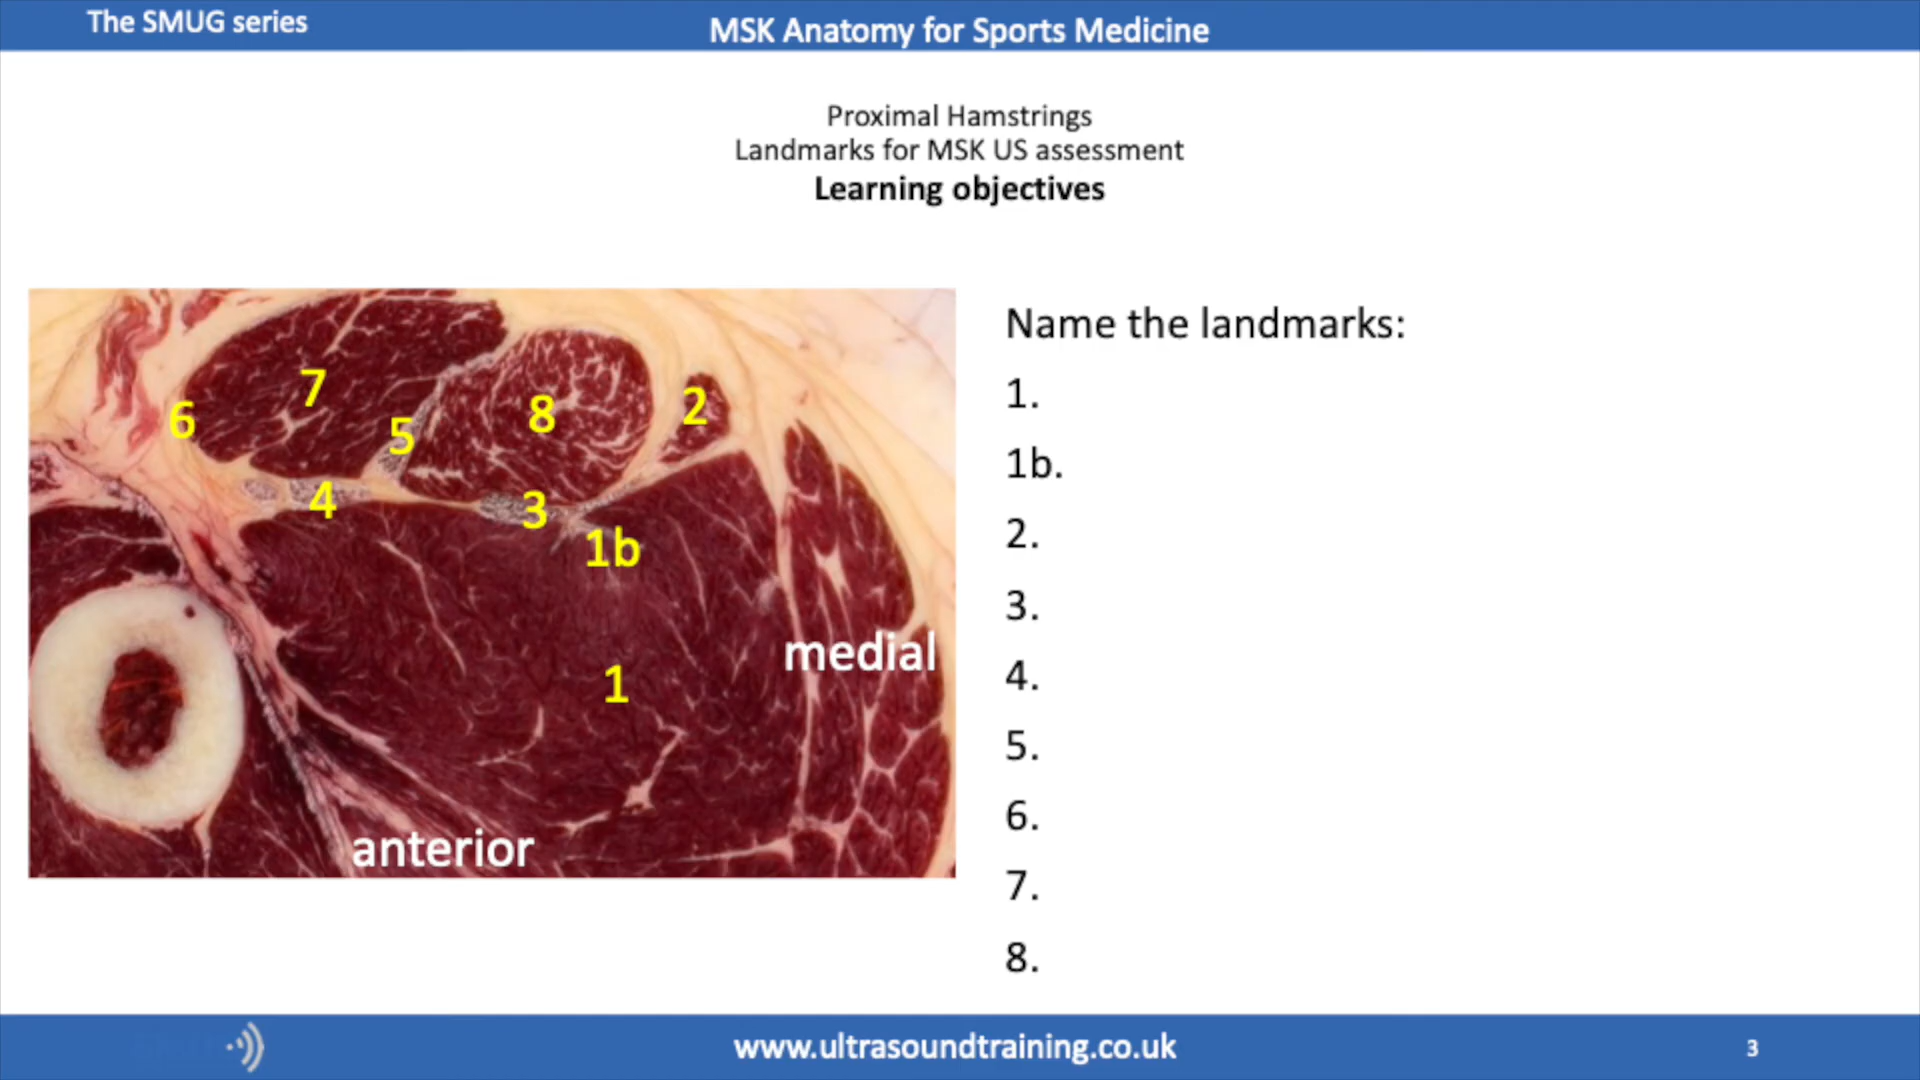 The SMUG series
MSK Anatomy for Sports Medicine
Proximal Hamstrings
Landmarks for MSK US assessment
Learning objectives
7
6
5
8
2
4
3
1b
1
medial
anterior
Name the landmarks:
1.
1b.
2.
3.
4.
5.
6.
7.
8.
www.ultrasoundtraining.co.uk
3